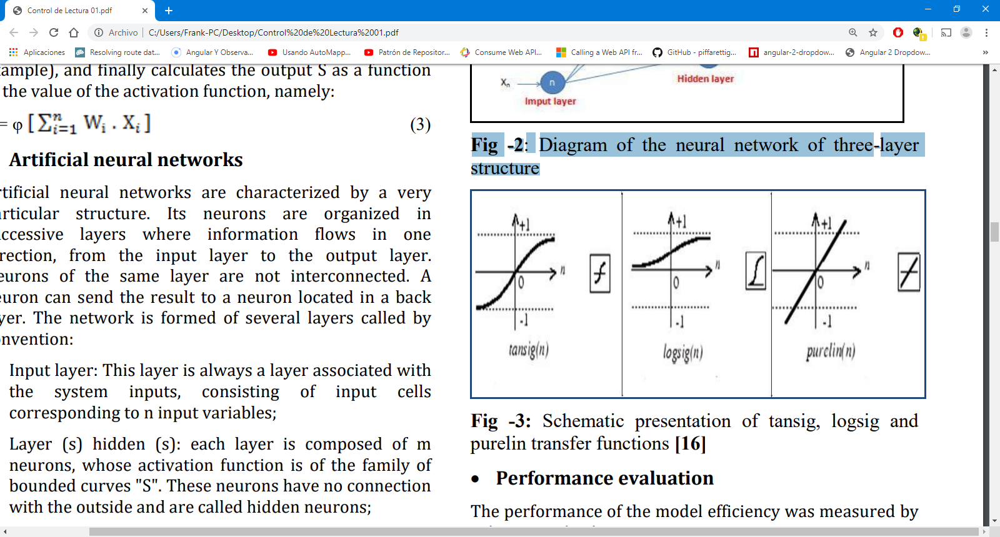 Control de Lectura 01.pdf
Archivo | C:/Users/Frank-PC/Desktop/Control%20de%20Lectura%2001.pdf
Aplicaciones Resolving route dat... Angular Y Observa... Usando AutoMapp... Patrón de Repositor... Consume Web API... Calling a Web API fr... GitHub - piffarettig... angular-2-dropdow... Angular 2 Dropdow... »
ample), and finally calculates the output S as a function
the value of the activation function, namely:
= φ [∑ⁿᵢ₌₁ Wᵢ . Xᵢ] (3)
Artificial neural networks
rtificial neural networks are characterized by a very
articular structure. Its neurons are organized in
ccessive layers where information flows in one
rection, from the input layer to the output layer.
eurons of the same layer are not interconnected. A
euron can send the result to a neuron located in a back
yer. The network is formed of several layers called by
onvention:
Input layer: This layer is always a layer associated with
the system inputs, consisting of input cells
corresponding to n input variables;
Layer (s) hidden (s): each layer is composed of m
neurons, whose activation function is of the family of
bounded curves "S". These neurons have no connection
with the outside and are called hidden neurons;
Xₙ n
Hidden layer
Imput layer
Fig -2: Diagram of the neural network of three-layer
structure
+1 +1 +1
n n n
0 0 0
-1 -1 -1
tansig(n) logsig(n) purelin(n)
Fig -3: Schematic presentation of tansig, logsig and
purelin transfer functions [16]
• Performance evaluation
The performance of the model efficiency was measured by